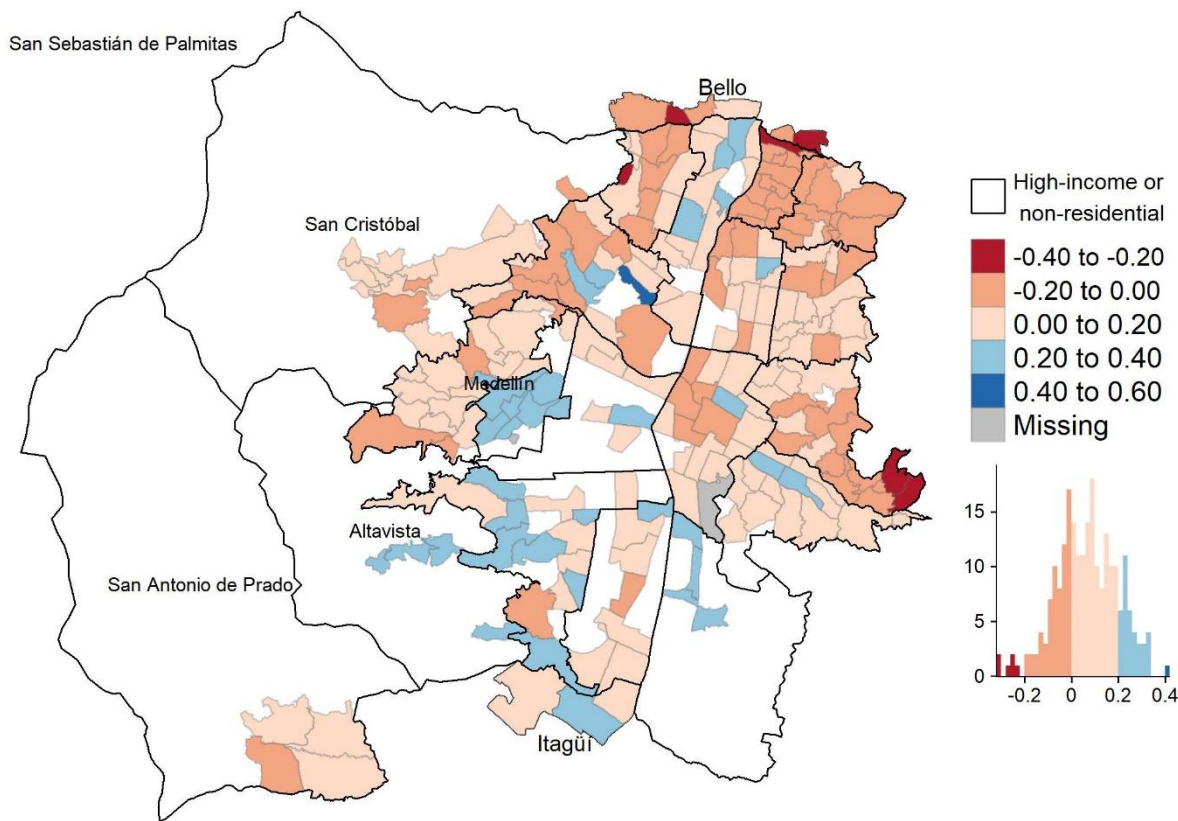 San Sebastián de Palmitas
Bello
San Cristóbal
Medellín
Altavista
San Antonio de Prado
Itagüí
High-income or
non-residential
-0.40 to -0.20
-0.20 to 0.00
0.00 to 0.20
0.20 to 0.40
0.40 to 0.60
Missing
15
10
5
0
-0.2
0
0.2
0.4